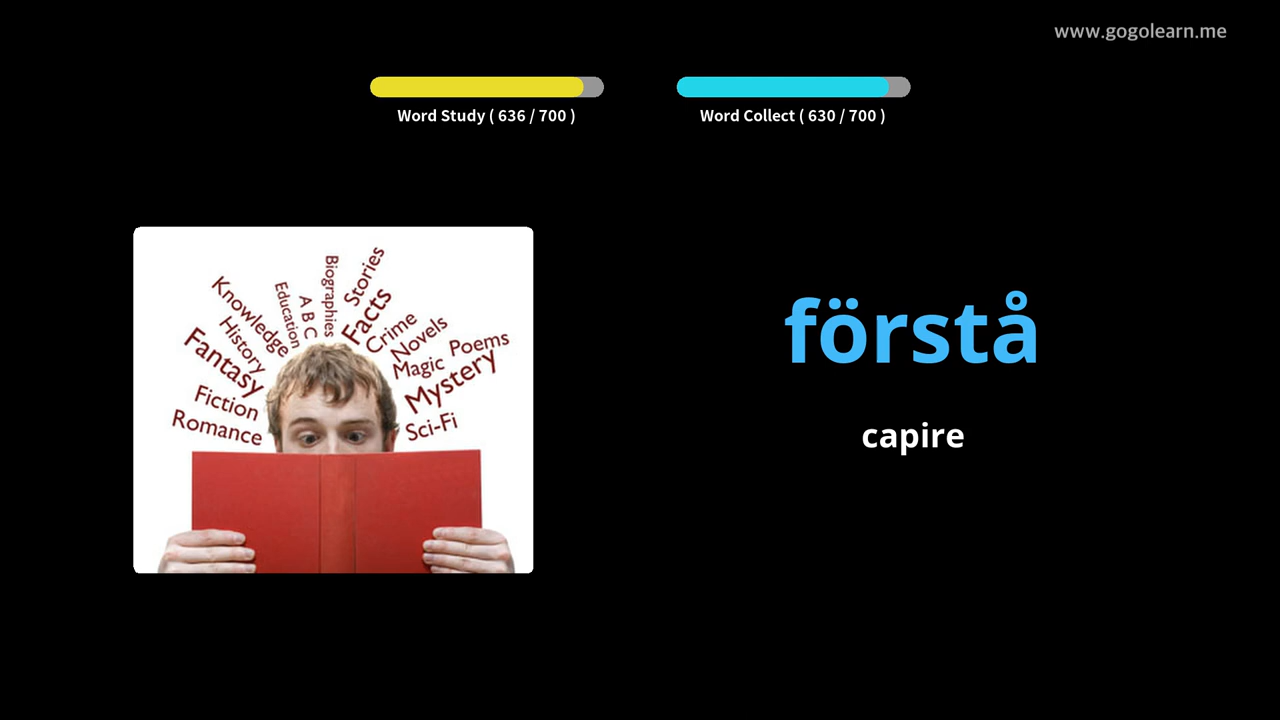 www.gogolearn.me
Word Study ( 636 / 700 )
Word Collect ( 630 / 700 )
Knowledge
History
Fantasy
Fiction
Romance
Education
A B C
Biographies
Stories
Facts
Crime
Novels
Magic
Poems
Mystery
Sci-Fi
förstå
capire